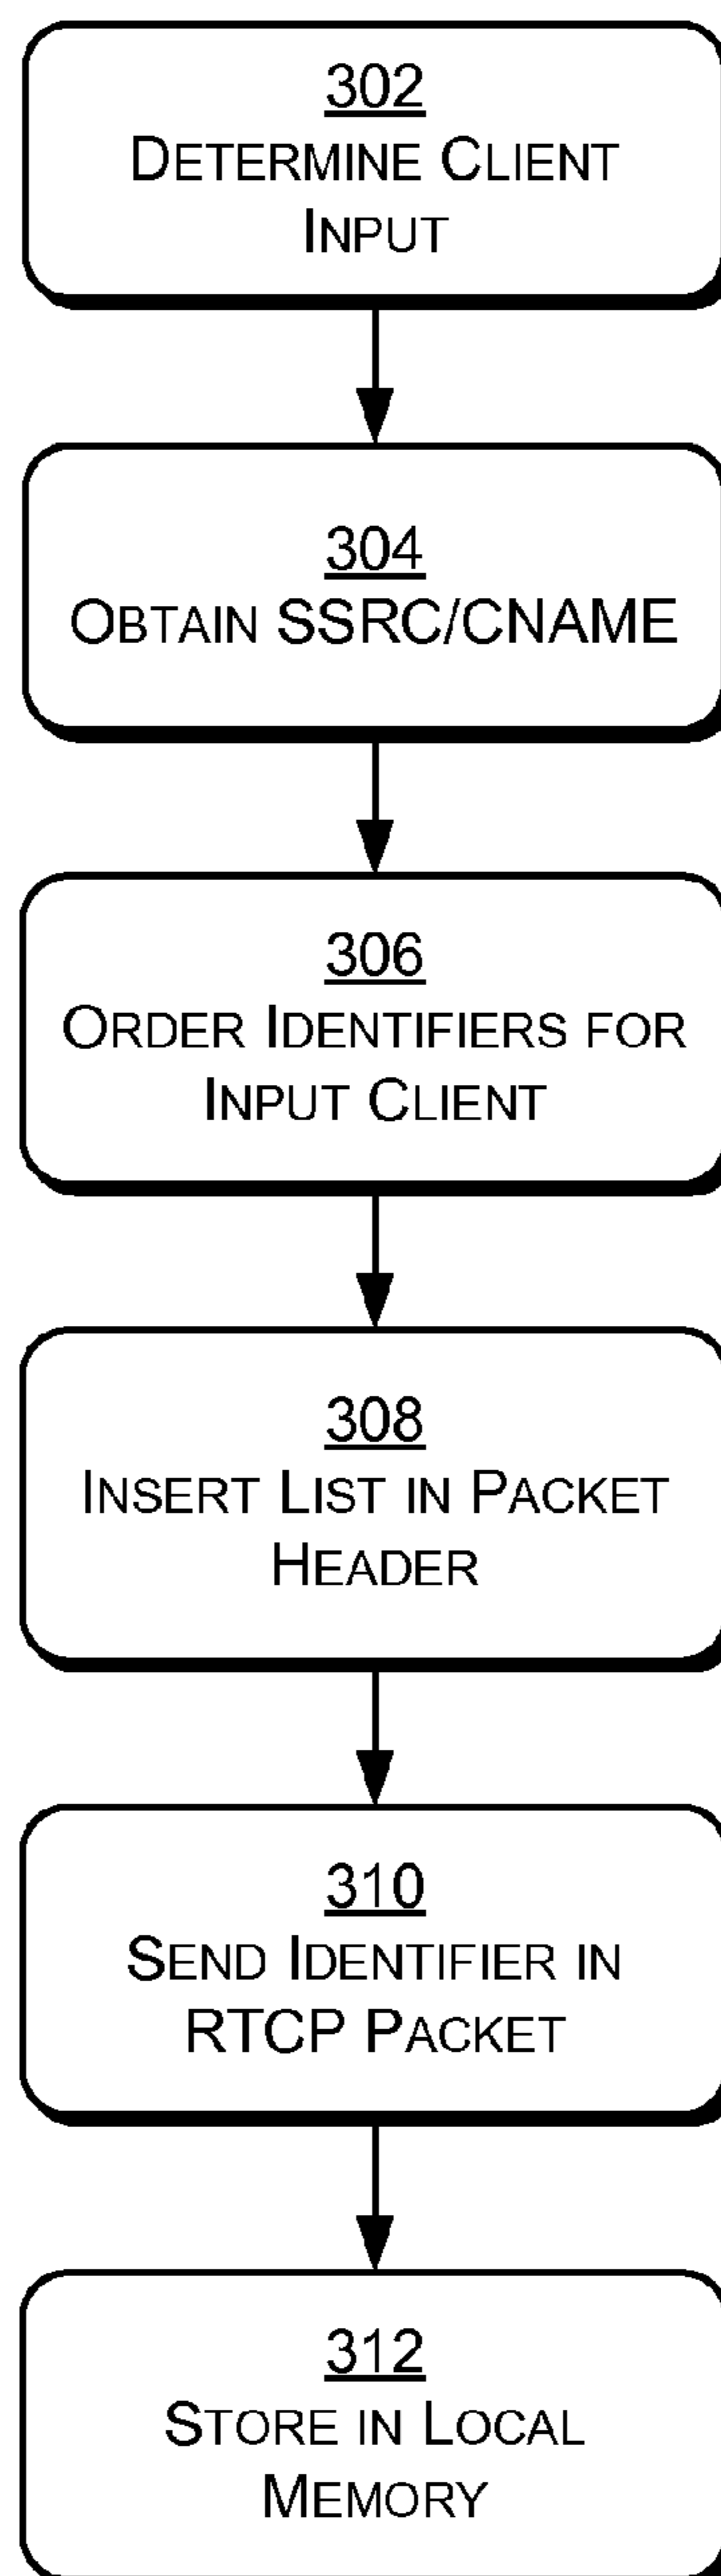 302
DETERMINE CLIENT
INPUT
304
OBTAIN SSRC/CNAME
306
ORDER IDENTIFIERS FOR
INPUT CLIENT
308
INSERT LIST IN PACKET
HEADER
310
SEND IDENTIFIER IN
RTCP PACKET
312
STORE IN LOCAL
MEMORY